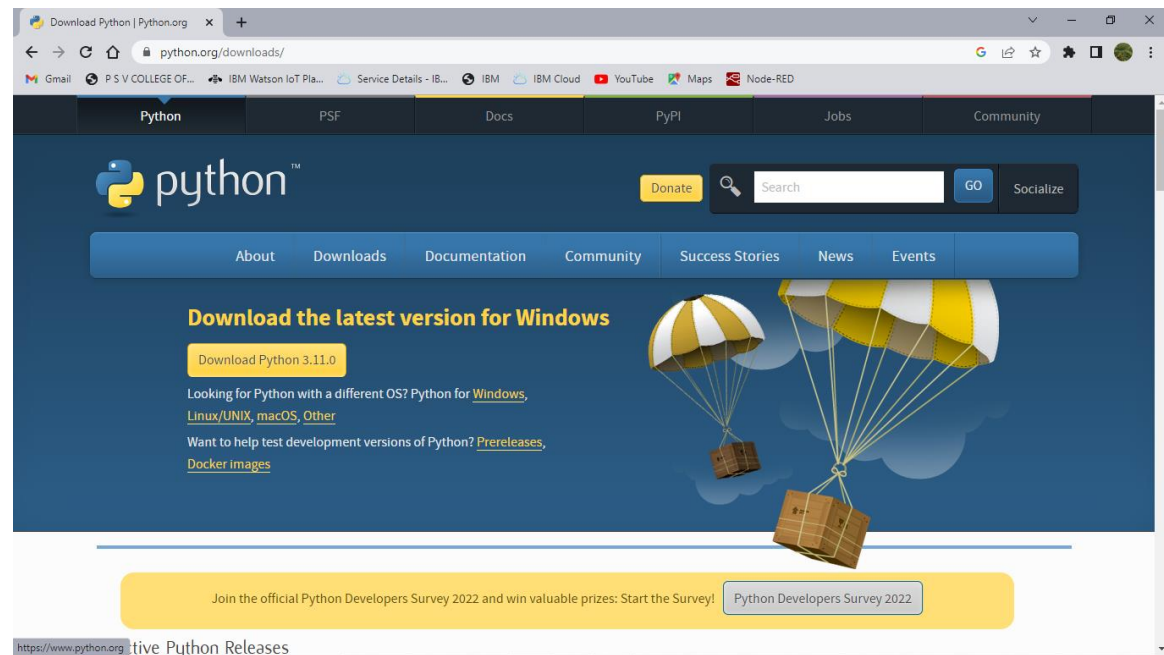 Download Python | Python.org
python.org/downloads/
Gmail P S V COLLEGE OF... IBM Watson IoT Pla... Service Details - IB... IBM IBM Cloud YouTube Maps Node-RED
Python PSF Docs PyPI Jobs Community
python™
Donate Search GO Socialize
About Downloads Documentation Community Success Stories News Events
Download the latest version for Windows
Download Python 3.11.0
Looking for Python with a different OS? Python for Windows,
Linux/UNIX, macOS, Other
Want to help test development versions of Python? Prereleases,
Docker images
Join the official Python Developers Survey 2022 and win valuable prizes: Start the Survey! Python Developers Survey 2022
https://www.python.org tive Python Releases